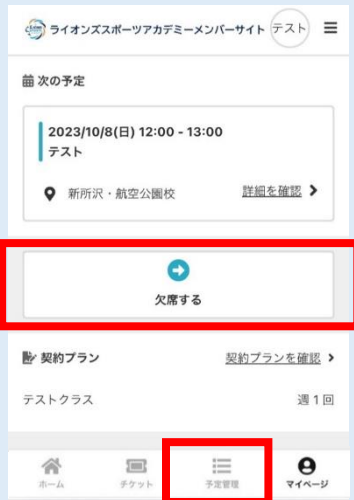 ライオンズスポーツアカデミーメンバーサイト テスト
次の予定
2023/10/8(日) 12:00 - 13:00
テスト
新所沢・航空公園校 詳細を確認
欠席する
契約プラン 契約プランを確認
テストクラス 週1回
ホーム チケット 予定管理 マイページ